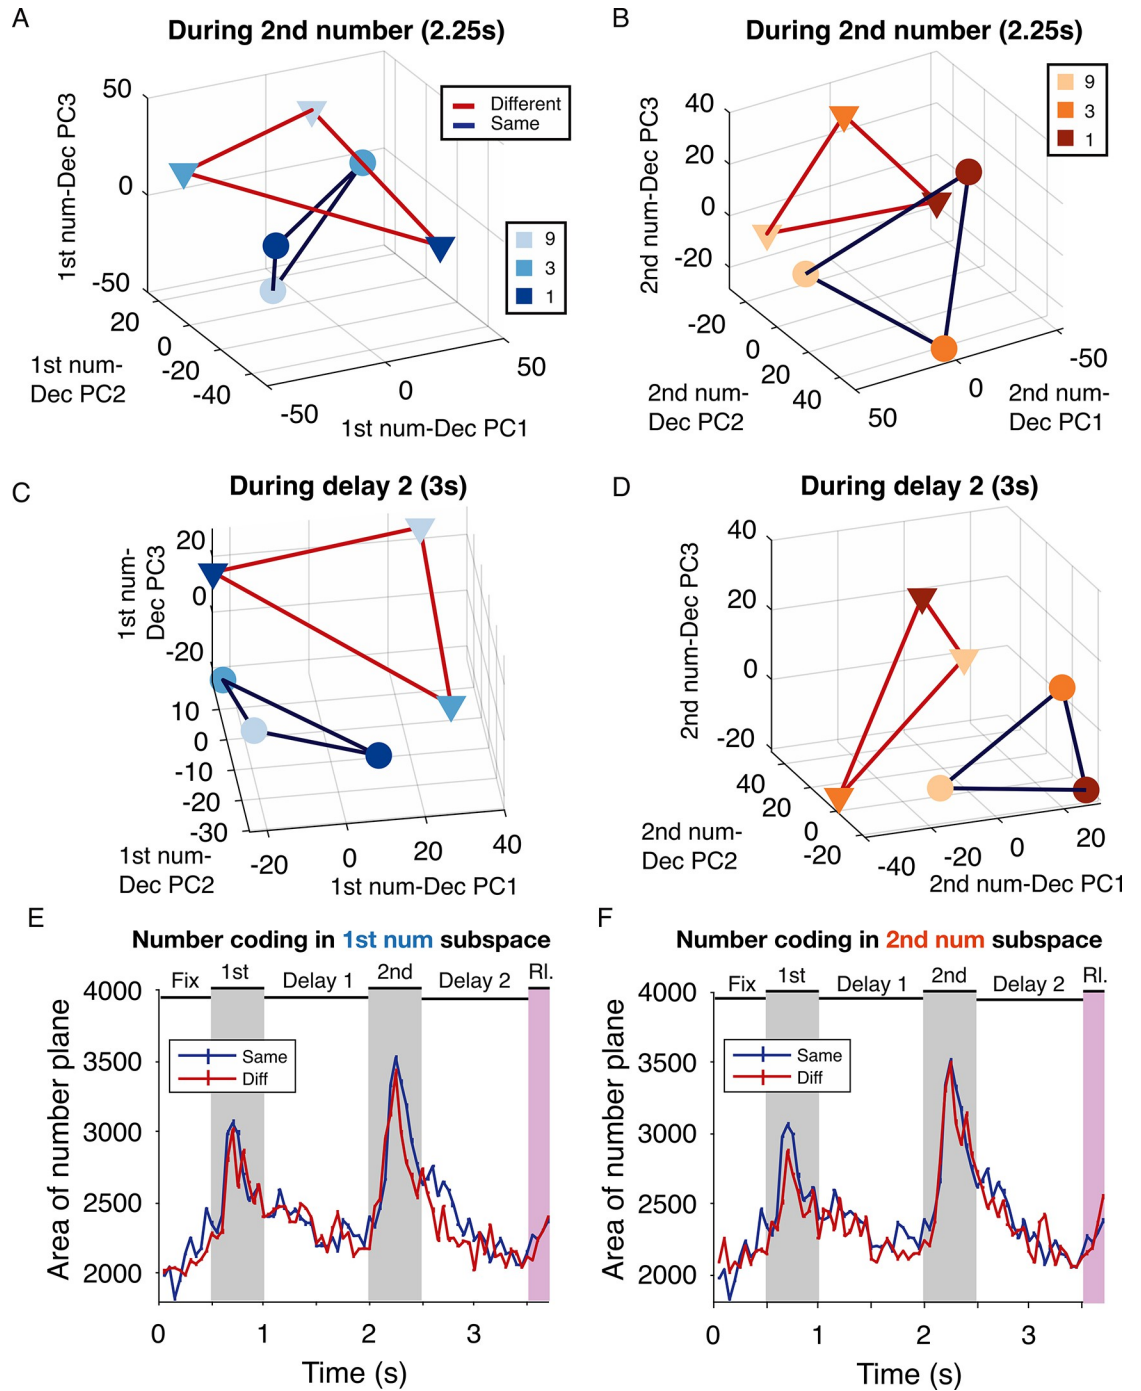 A
During 2nd number (2.25s)
1st num-Dec PC3
50
0
-50
20
0
-20
-40
1st num-
Dec PC2
-50
0
50
1st num-Dec PC1
Different
Same
9
3
1
B
During 2nd number (2.25s)
2nd num-Dec PC3
40
20
0
-20
-20
0
20
40
2nd num-
Dec PC2
50
0
-50
2nd num-
Dec PC1
9
3
1
C
During delay 2 (3s)
1st num-
Dec PC3
20
0
-20
10
0
-10
-20
-30
1st num-
Dec PC2
-20
0
20
40
1st num-Dec PC1
D
During delay 2 (3s)
2nd num-Dec PC3
40
20
0
-20
40
20
0
-20
2nd num-
Dec PC2
-40
-20
0
20
2nd num-Dec PC1
E
Number coding in 1st num subspace
Fix
1st
Delay 1
2nd
Delay 2
Rl.
Area of number plane
4000
3500
3000
2500
2000
Same
Diff
0
1
2
3
Time (s)
F
Number coding in 2nd num subspace
Fix
1st
Delay 1
2nd
Delay 2
Rl.
Area of number plane
4000
3500
3000
2500
2000
Same
Diff
0
1
2
3
Time (s)